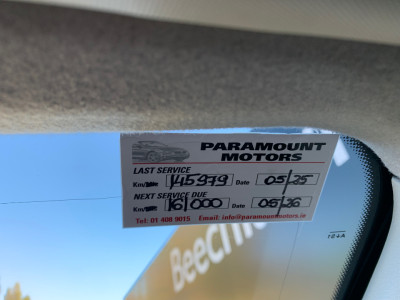 PARAMOUNT
MOTORS
LAST SERVICE
Km/ 145979 Date 05/25
NEXT SERVICE DUE
Km/ 161000 Date 05/26
Tel: 01 408 9015 Email: info@paramountmotors.ie
Beech